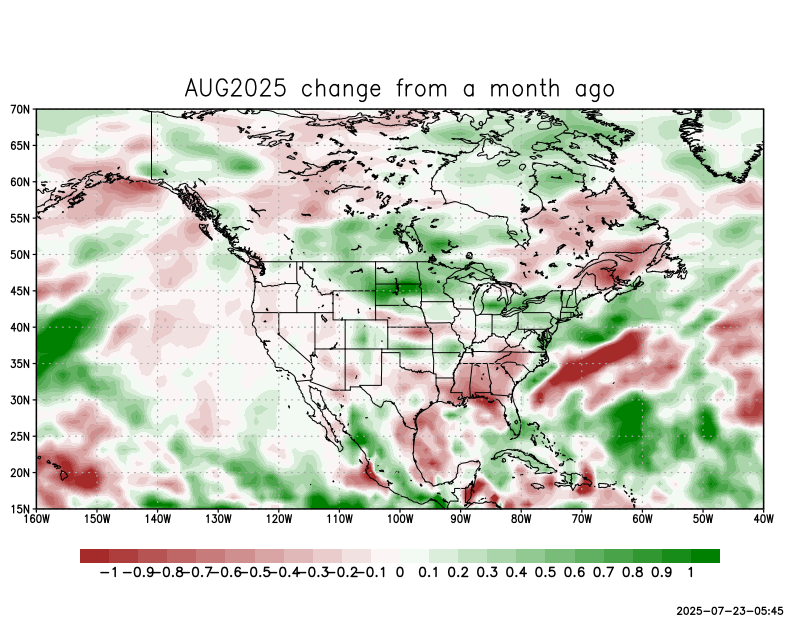 AUG2025 change from a month ago
70N
65N
60N
55N
50N
45N
40N
35N
30N
25N
20N
15N
160W 150W 140W 130W 120W 110W 100W 90W 80W 70W 60W 50W 40W
−1 −0.9 −0.8 −0.7 −0.6 −0.5 −0.4 −0.3 −0.2 −0.1 0 0.1 0.2 0.3 0.4 0.5 0.6 0.7 0.8 0.9 1
2025-07-23-05:45